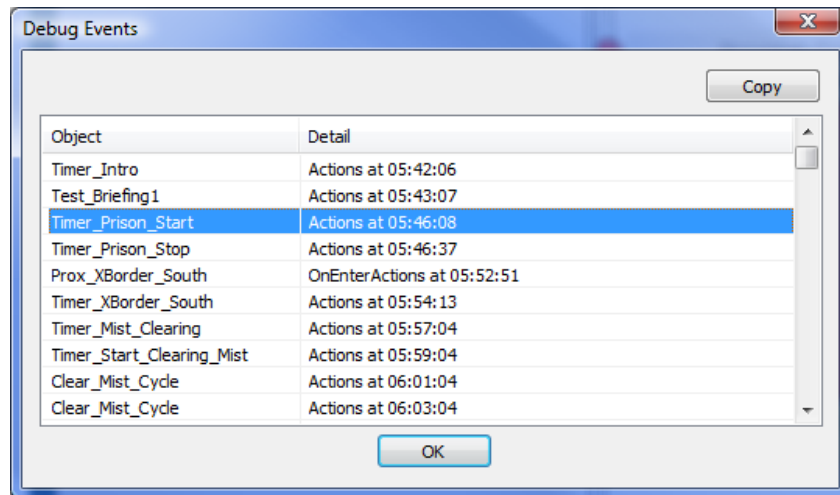 Debug Events
Copy
Object Detail
Timer_Intro Actions at 05:42:06
Test_Briefing1 Actions at 05:43:07
Timer_Prison_Start Actions at 05:46:08
Timer_Prison_Stop Actions at 05:46:37
Prox_XBorder_South OnEnterActions at 05:52:51
Timer_XBorder_South Actions at 05:54:13
Timer_Mist_Clearing Actions at 05:57:04
Timer_Start_Clearing_Mist Actions at 05:59:04
Clear_Mist_Cycle Actions at 06:01:04
Clear_Mist_Cycle Actions at 06:03:04
OK